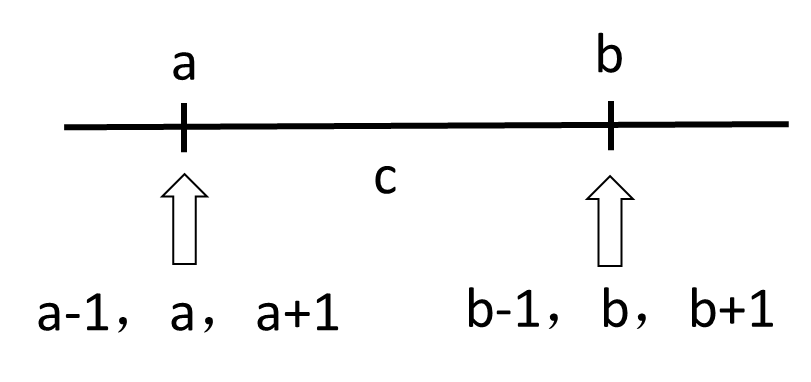 a b
c
a-1， a， a+1 b-1， b， b+1